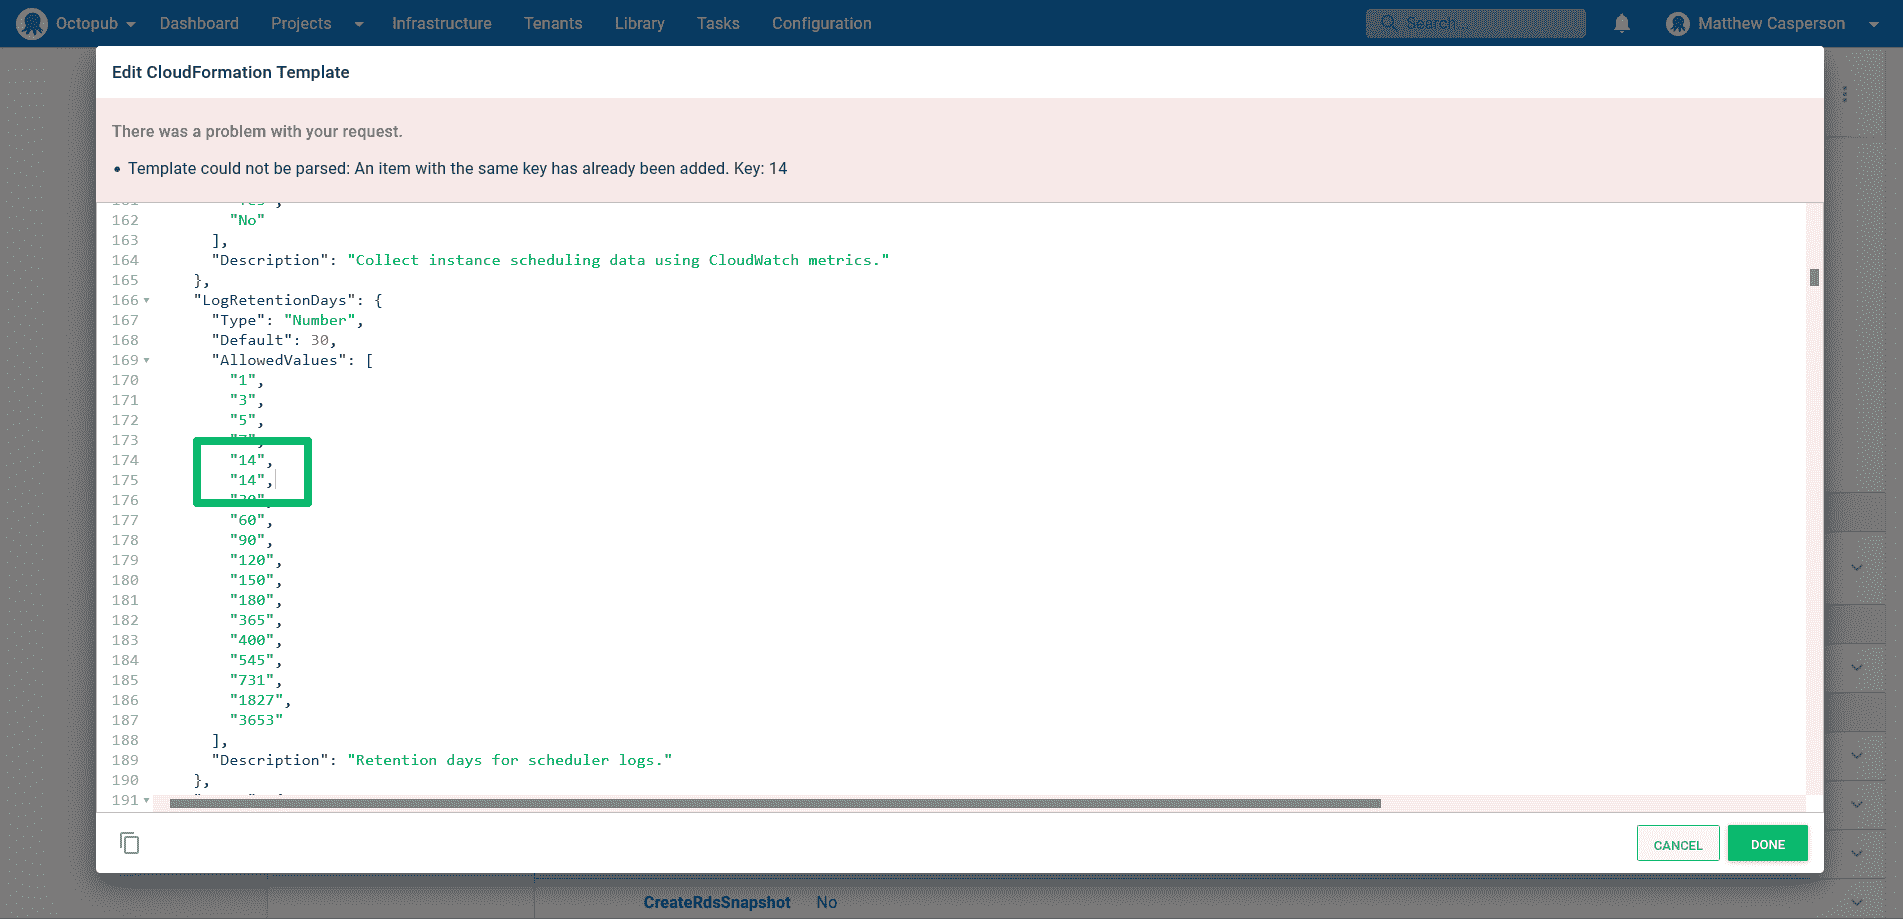 Octopub Dashboard Projects Infrastructure Tenants Library Tasks Configuration Search... Matthew Casperson
Edit CloudFormation Template
There was a problem with your request.
• Template could not be parsed: An item with the same key has already been added. Key: 14
162 "No"
163 ],
164 "Description": "Collect instance scheduling data using CloudWatch metrics."
165 },
166 "LogRetentionDays": {
167 "Type": "Number",
168 "Default": 30,
169 "AllowedValues": [
170 "1",
171 "3",
172 "5",
173 "7",
174 "14",
175 "14",
176 "30",
177 "60",
178 "90",
179 "120",
180 "150",
181 "180",
182 "365",
183 "400",
184 "545",
185 "731",
186 "1827",
187 "3653"
188 ],
189 "Description": "Retention days for scheduler logs."
190 },
191
CANCEL DONE
CreateRdsSnapshot No